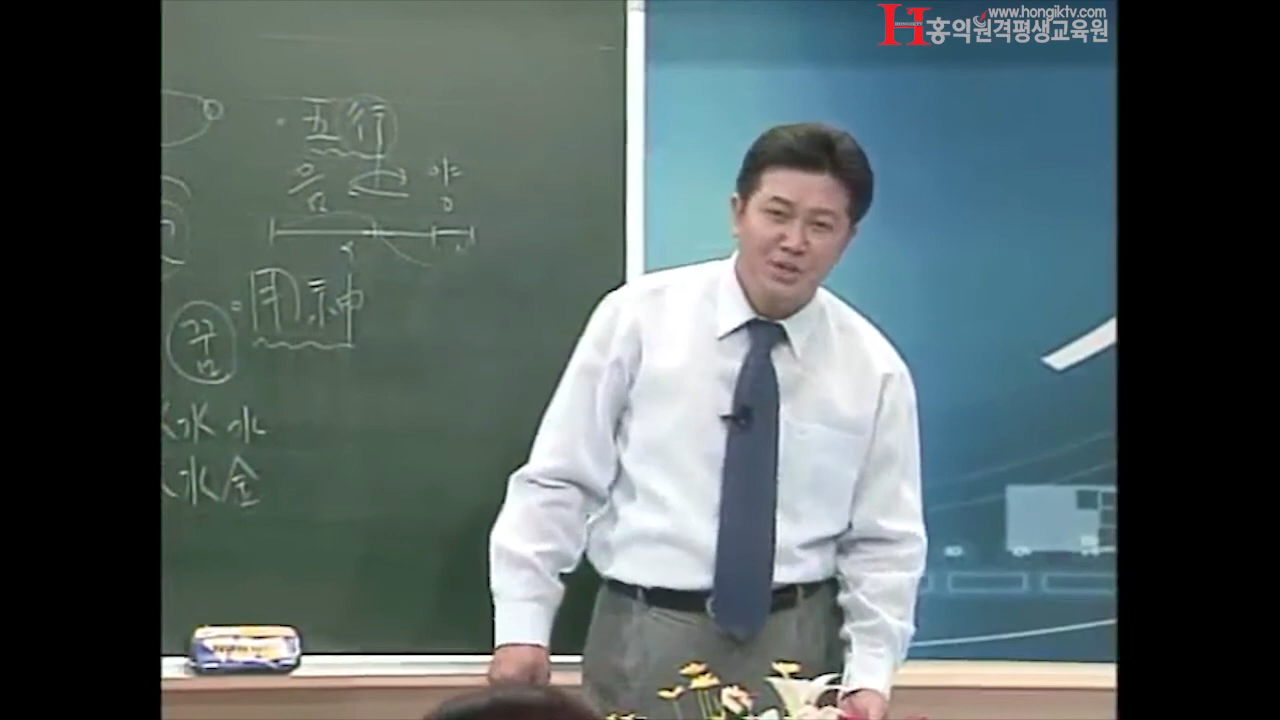 www.hongiktv.com
H 홍익원격평생교육원
HONGIKTV
· 五行
음 양
꿈 = 用神
水 水
水 金